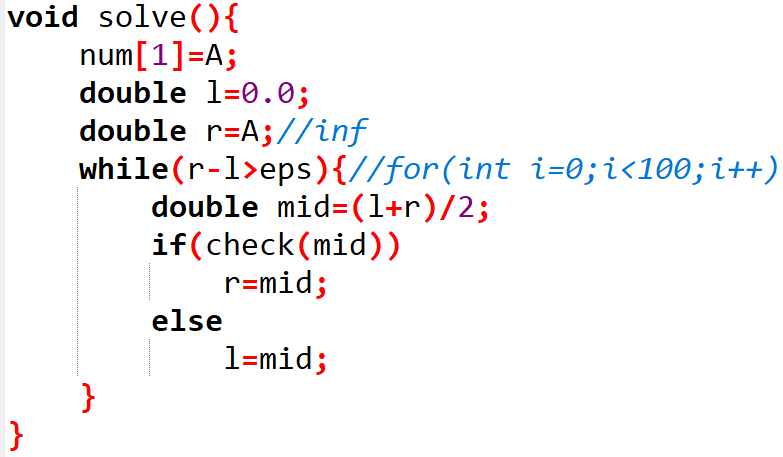 void solve(){
    num[1]=A;
    double l=0.0;
    double r=A;//inf
    while(r-l>eps){//for(int i=0;i<100;i++)
        double mid=(l+r)/2;
        if(check(mid))
            r=mid;
        else
            l=mid;
    }
}